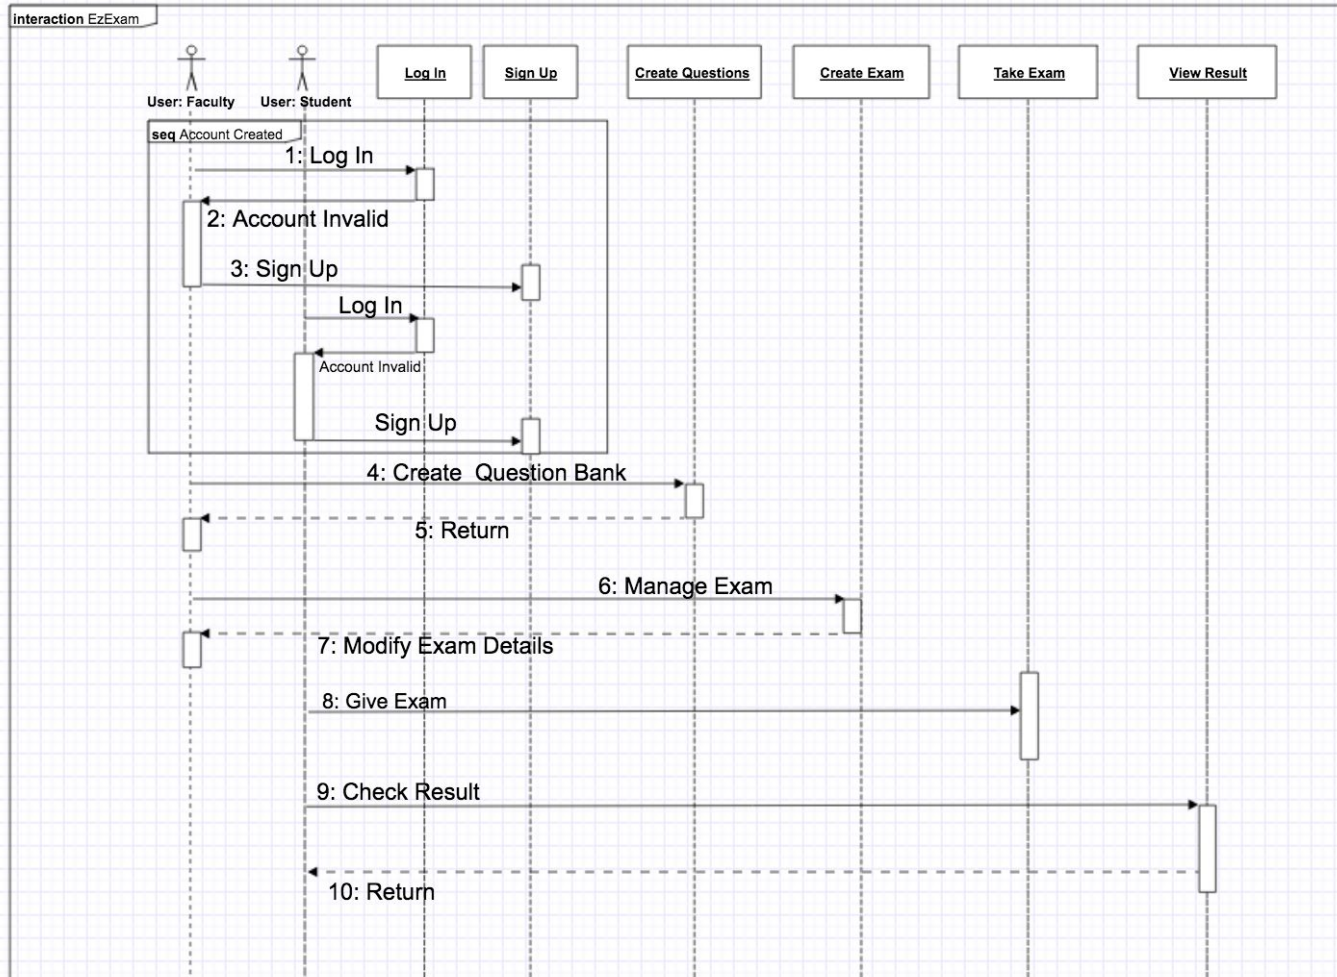 interaction EzExam
User: Faculty
User: Student
Log In
Sign Up
Create Questions
Create Exam
Take Exam
View Result
seq Account Created
1: Log In
2: Account Invalid
3: Sign Up
Log In
Account Invalid
Sign Up
4: Create Question Bank
5: Return
6: Manage Exam
7: Modify Exam Details
8: Give Exam
9: Check Result
10: Return